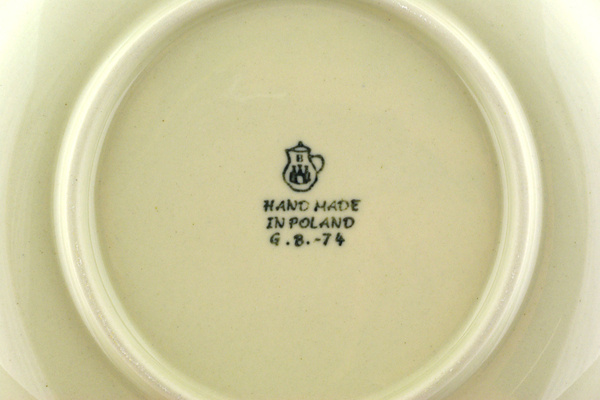 B
HAND MADE
IN POLAND
G.B.-74